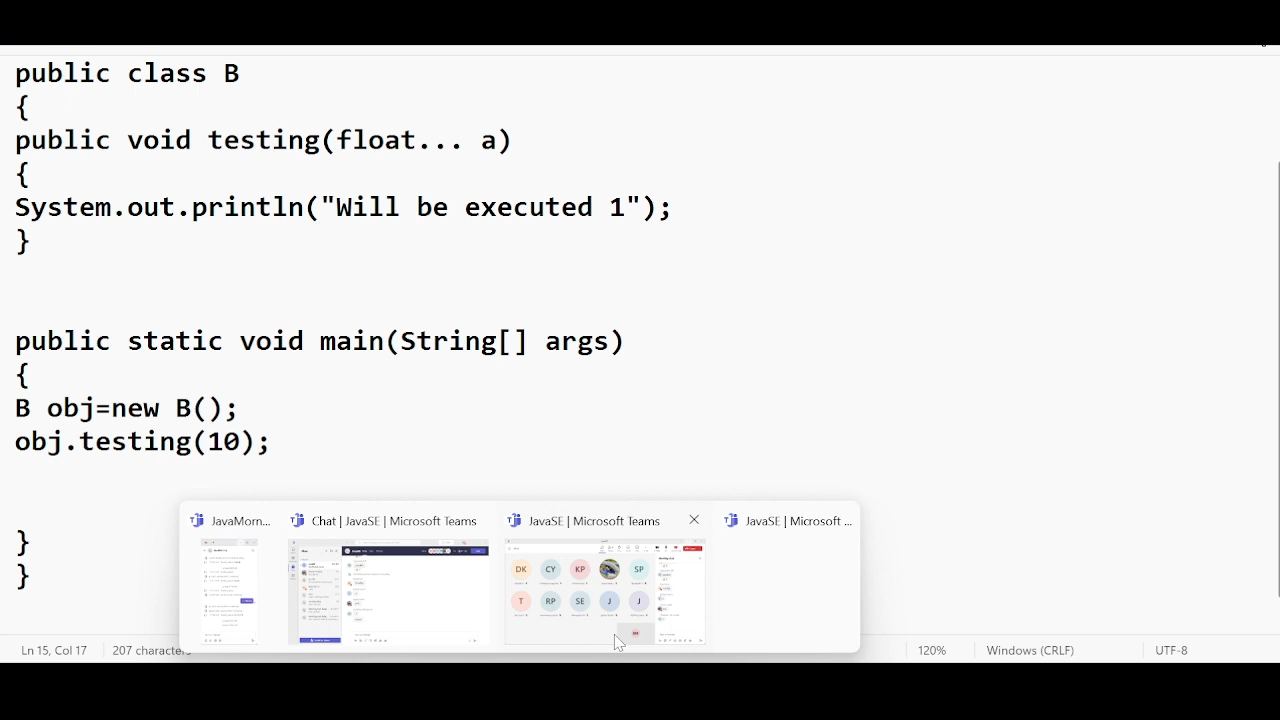 public class B
{
public void testing(float... a)
{
System.out.println("Will be executed 1");
}
public static void main(String[] args)
{
B obj=new B();
obj.testing(10);
}
}
JavaMorn... Chat | JavaSE | Microsoft Teams JavaSE | Microsoft Teams JavaSE | Microsoft ...
DK CY KP SP
T RP SE J J
Ln 15, Col 17 207 characters 120% Windows (CRLF) UTF-8